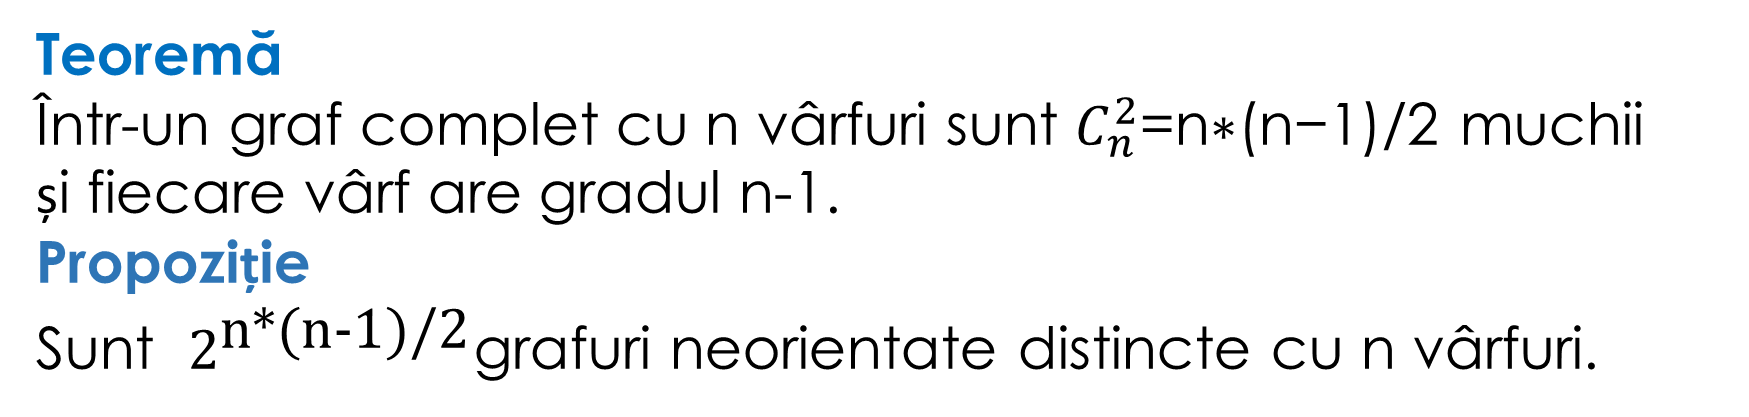 Teoremă
Într-un graf complet cu n vârfuri sunt $C_n^2$=n*(n−1)/2 muchii
și fiecare vârf are gradul n-1.
Propoziție
Sunt $2^{n*(n-1)/2}$ grafuri neorientate distincte cu n vârfuri.